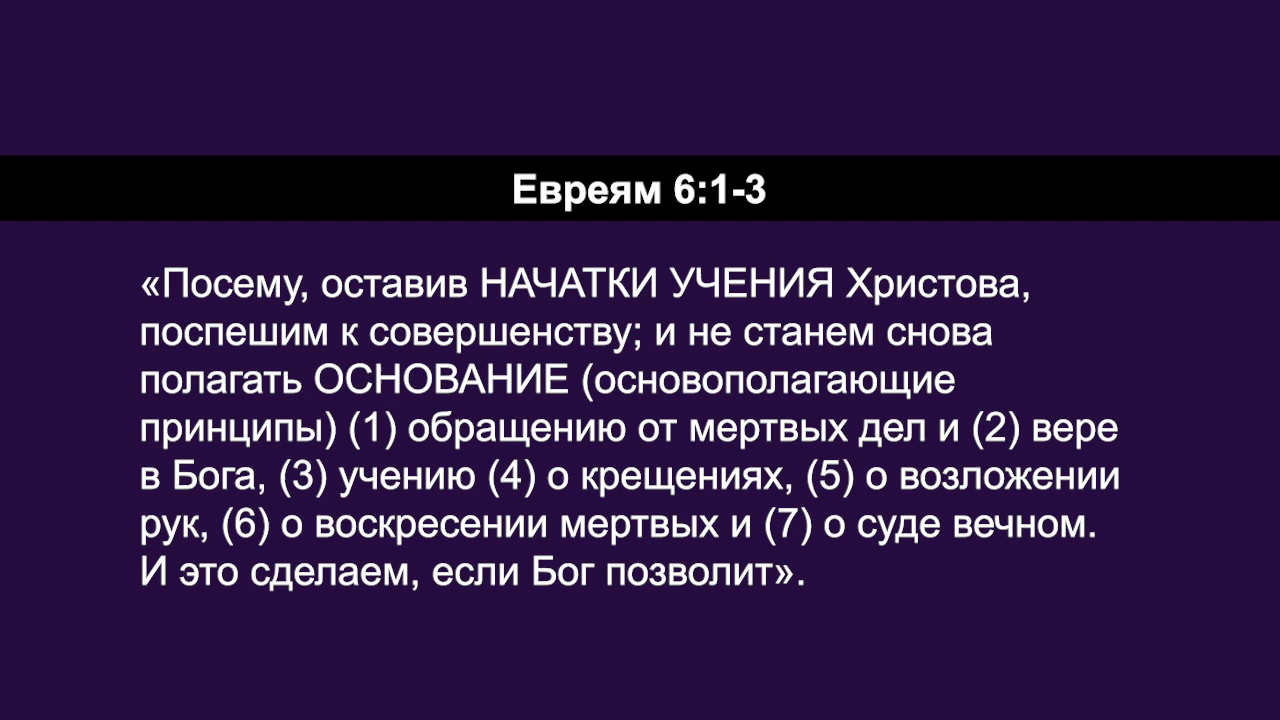 Евреям 6:1-3
«Посему, оставив НАЧАТКИ УЧЕНИЯ Христова,
поспешим к совершенству; и не станем снова
полагать ОСНОВАНИЕ (основополагающие
принципы) (1) обращению от мертвых дел и (2) вере
в Бога, (3) учению (4) о крещениях, (5) о возложении
рук, (6) о воскресении мертвых и (7) о суде вечном.
И это сделаем, если Бог позволит».